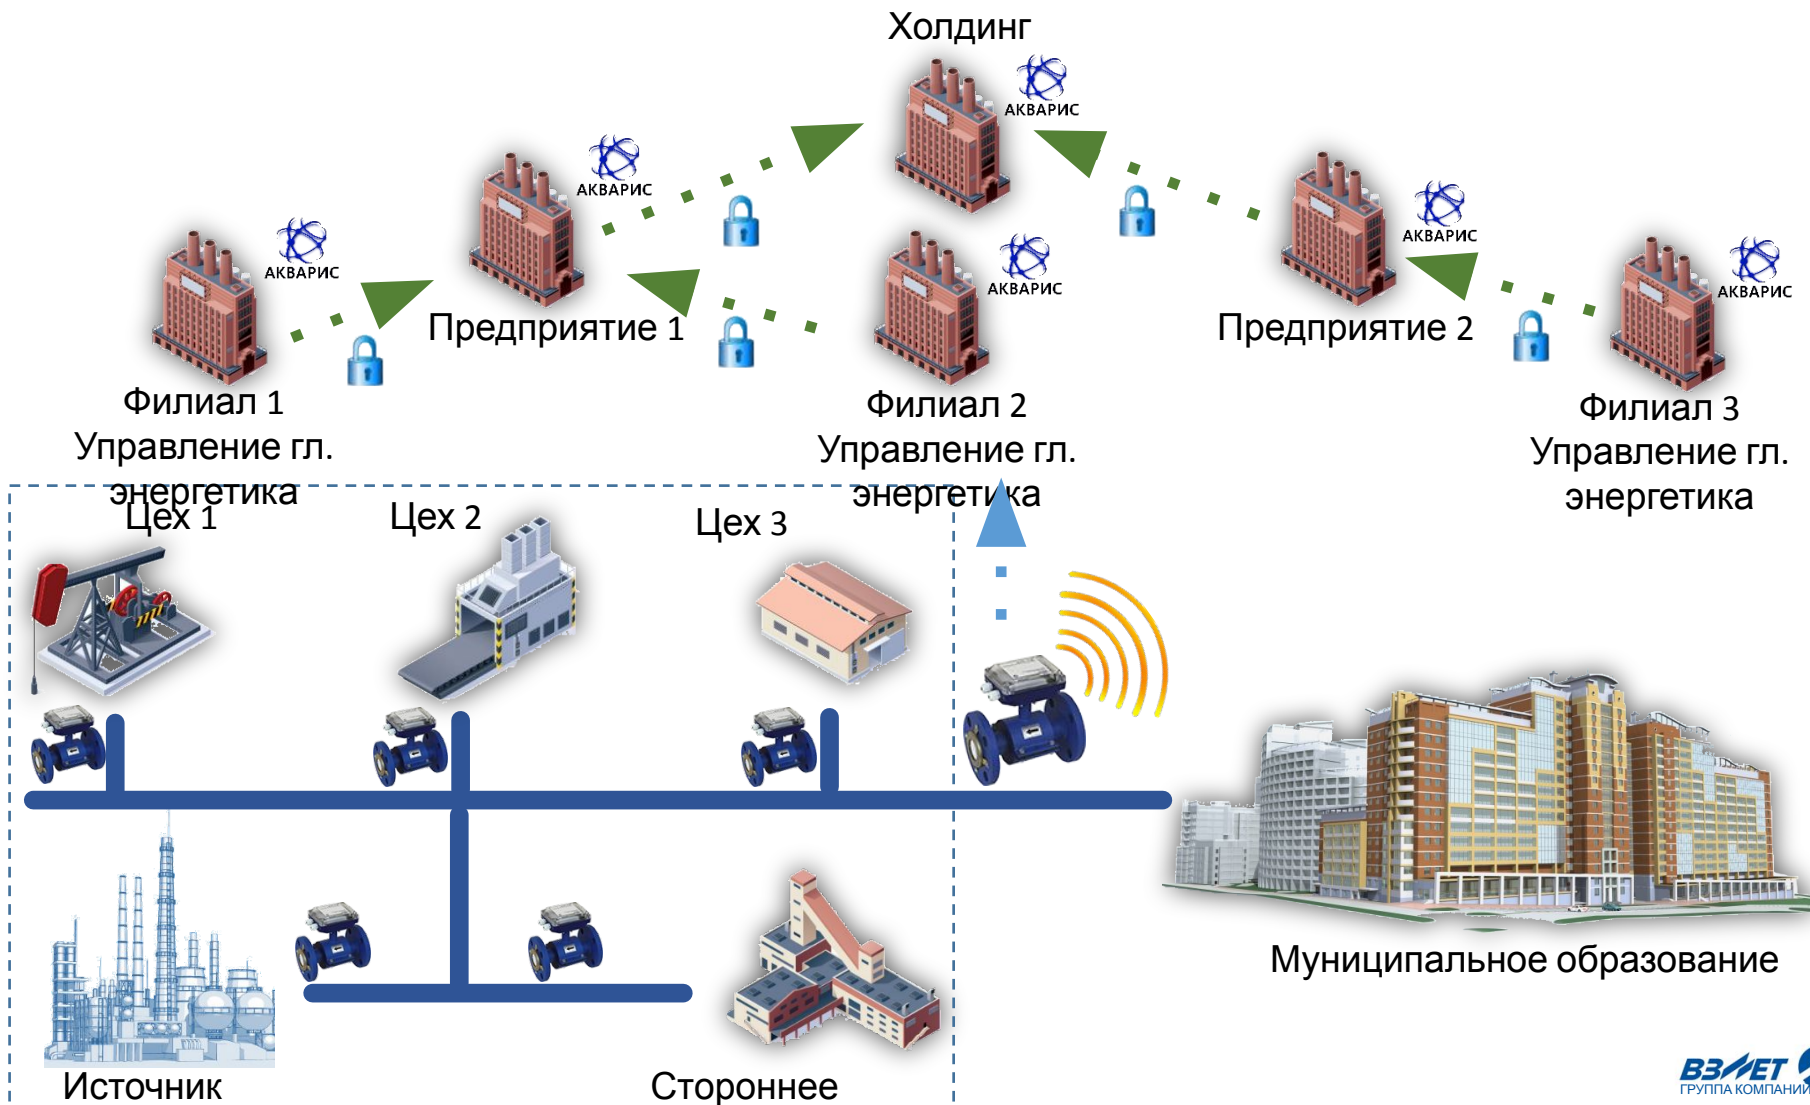 Холдинг
АКВАРИС
АКВАРИС
АКВАРИС
АКВАРИС
АКВАРИС
АКВАРИС
Предприятие 1
Предприятие 2
Филиал 1
Управление гл.
энергетика
Филиал 2
Управление гл.
энергетика
Филиал 3
Управление гл.
энергетика
Цех 1
Цех 2
Цех 3
Муниципальное образование
Источник
Стороннее
ВЗЛЕТ
ГРУППА КОМПАНИЙ